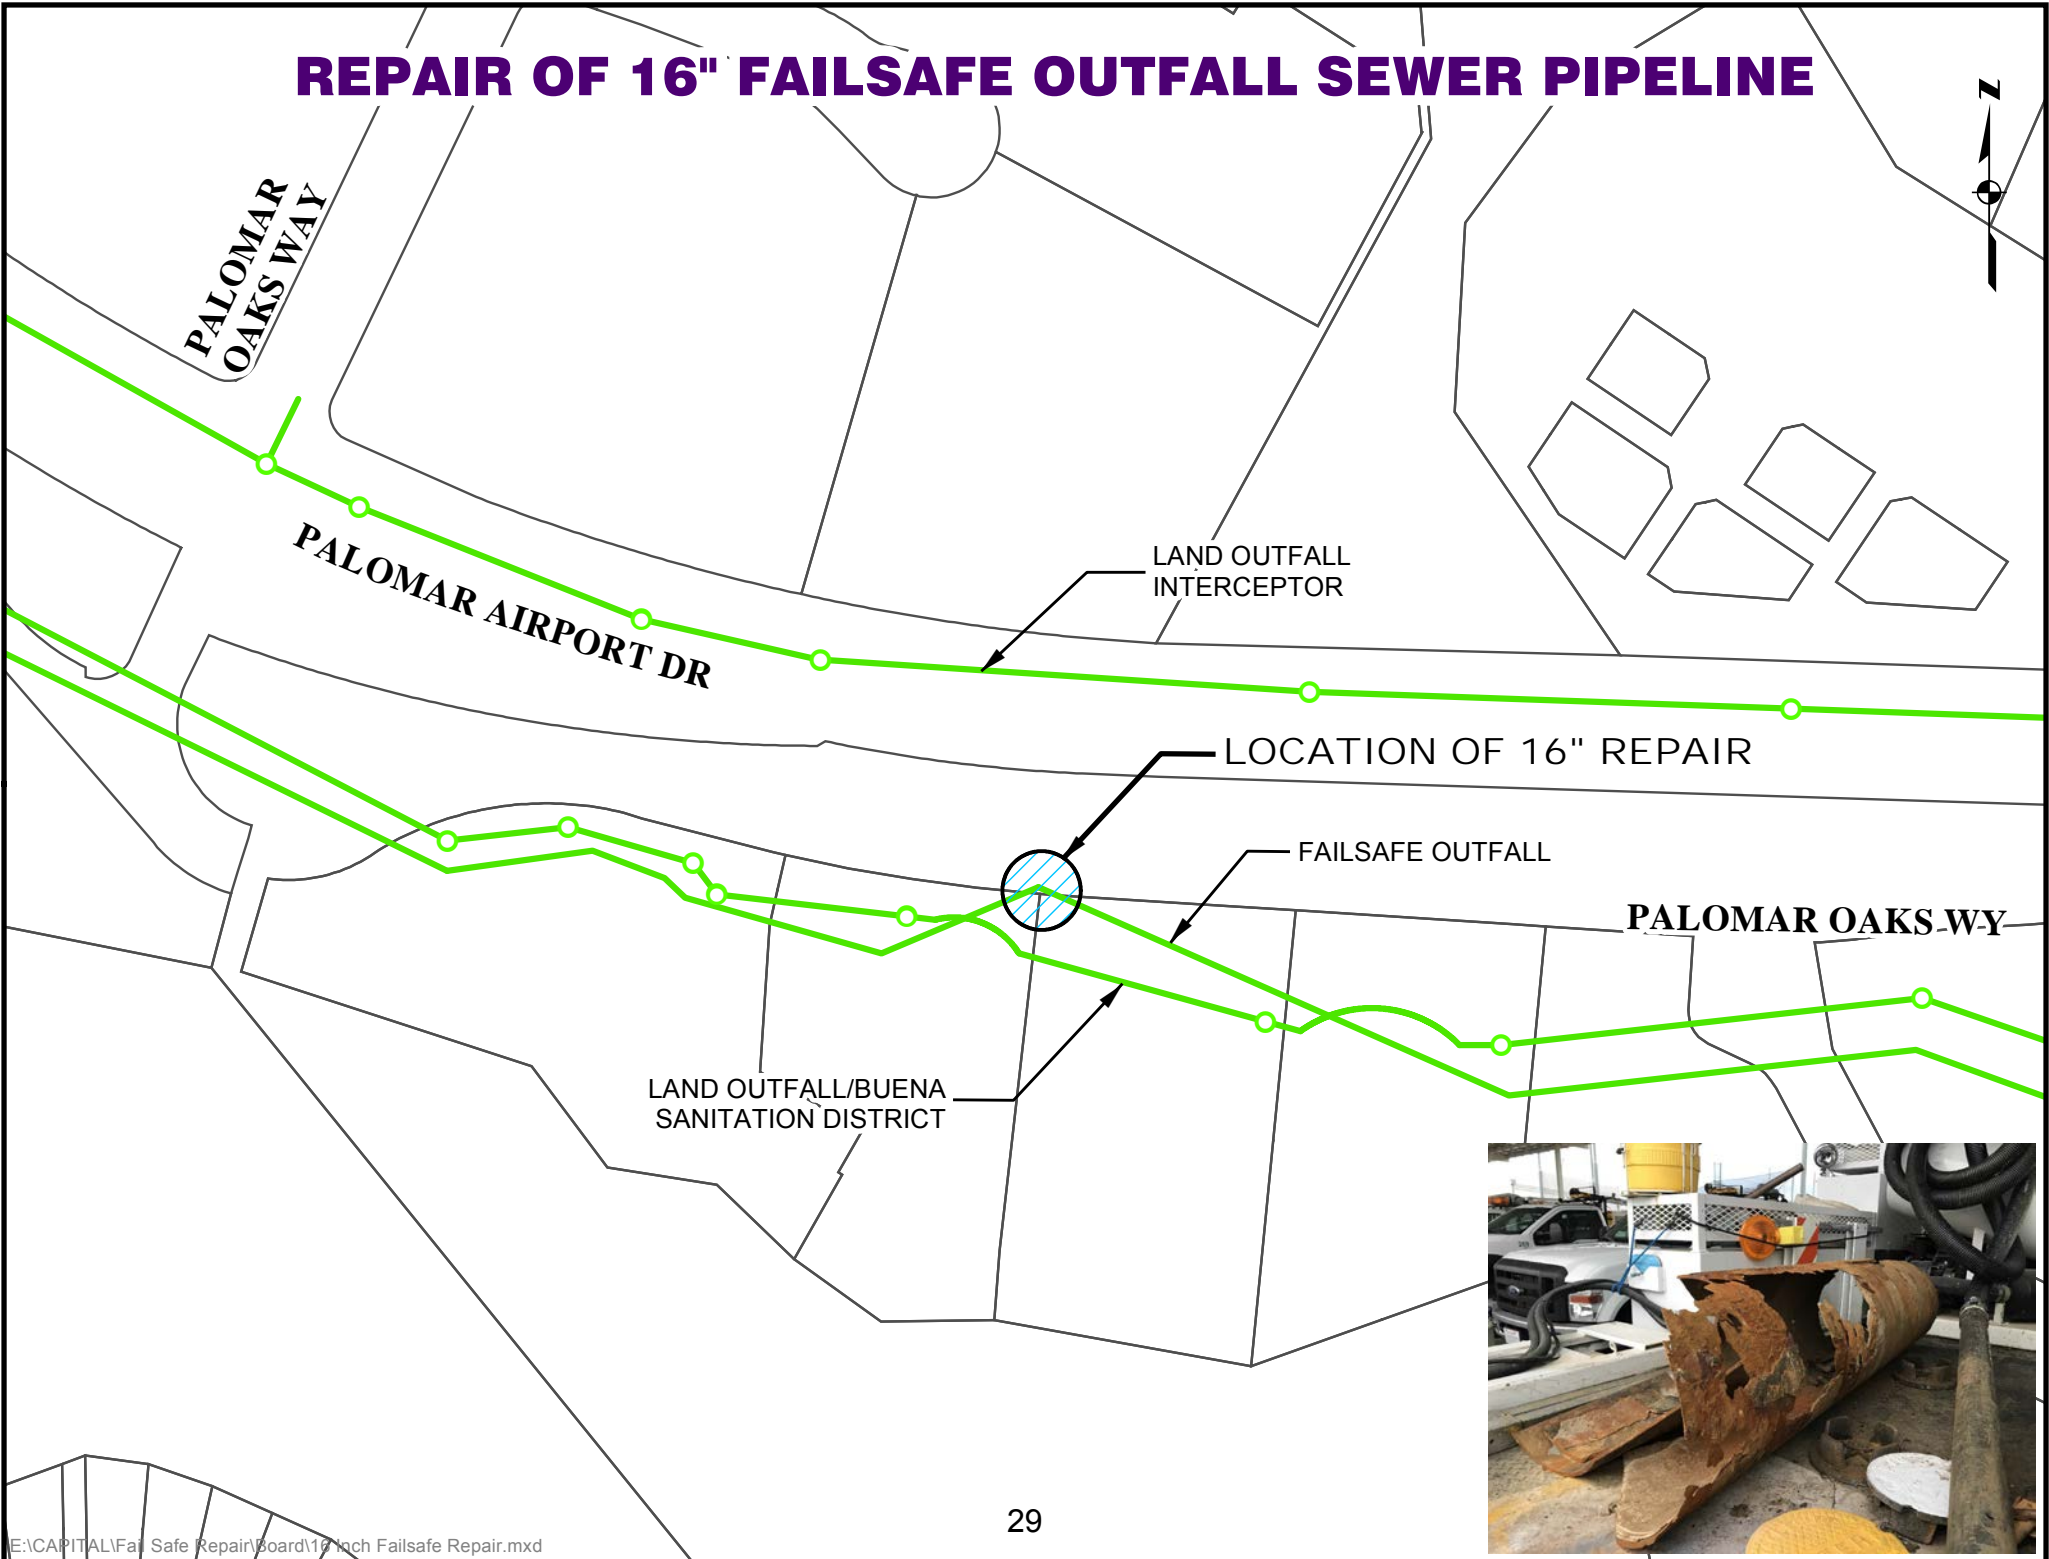 REPAIR OF 16" FAILSAFE OUTFALL SEWER PIPELINE
N
PALOMAR
OAKS WAY
PALOMAR AIRPORT DR
LAND OUTFALL
INTERCEPTOR
LOCATION OF 16" REPAIR
FAILSAFE OUTFALL
PALOMAR OAKS WY
LAND OUTFALL/BUENA
SANITATION DISTRICT
29
E:\CAPITAL\Fail Safe Repair\Board\16 Inch Failsafe Repair.mxd